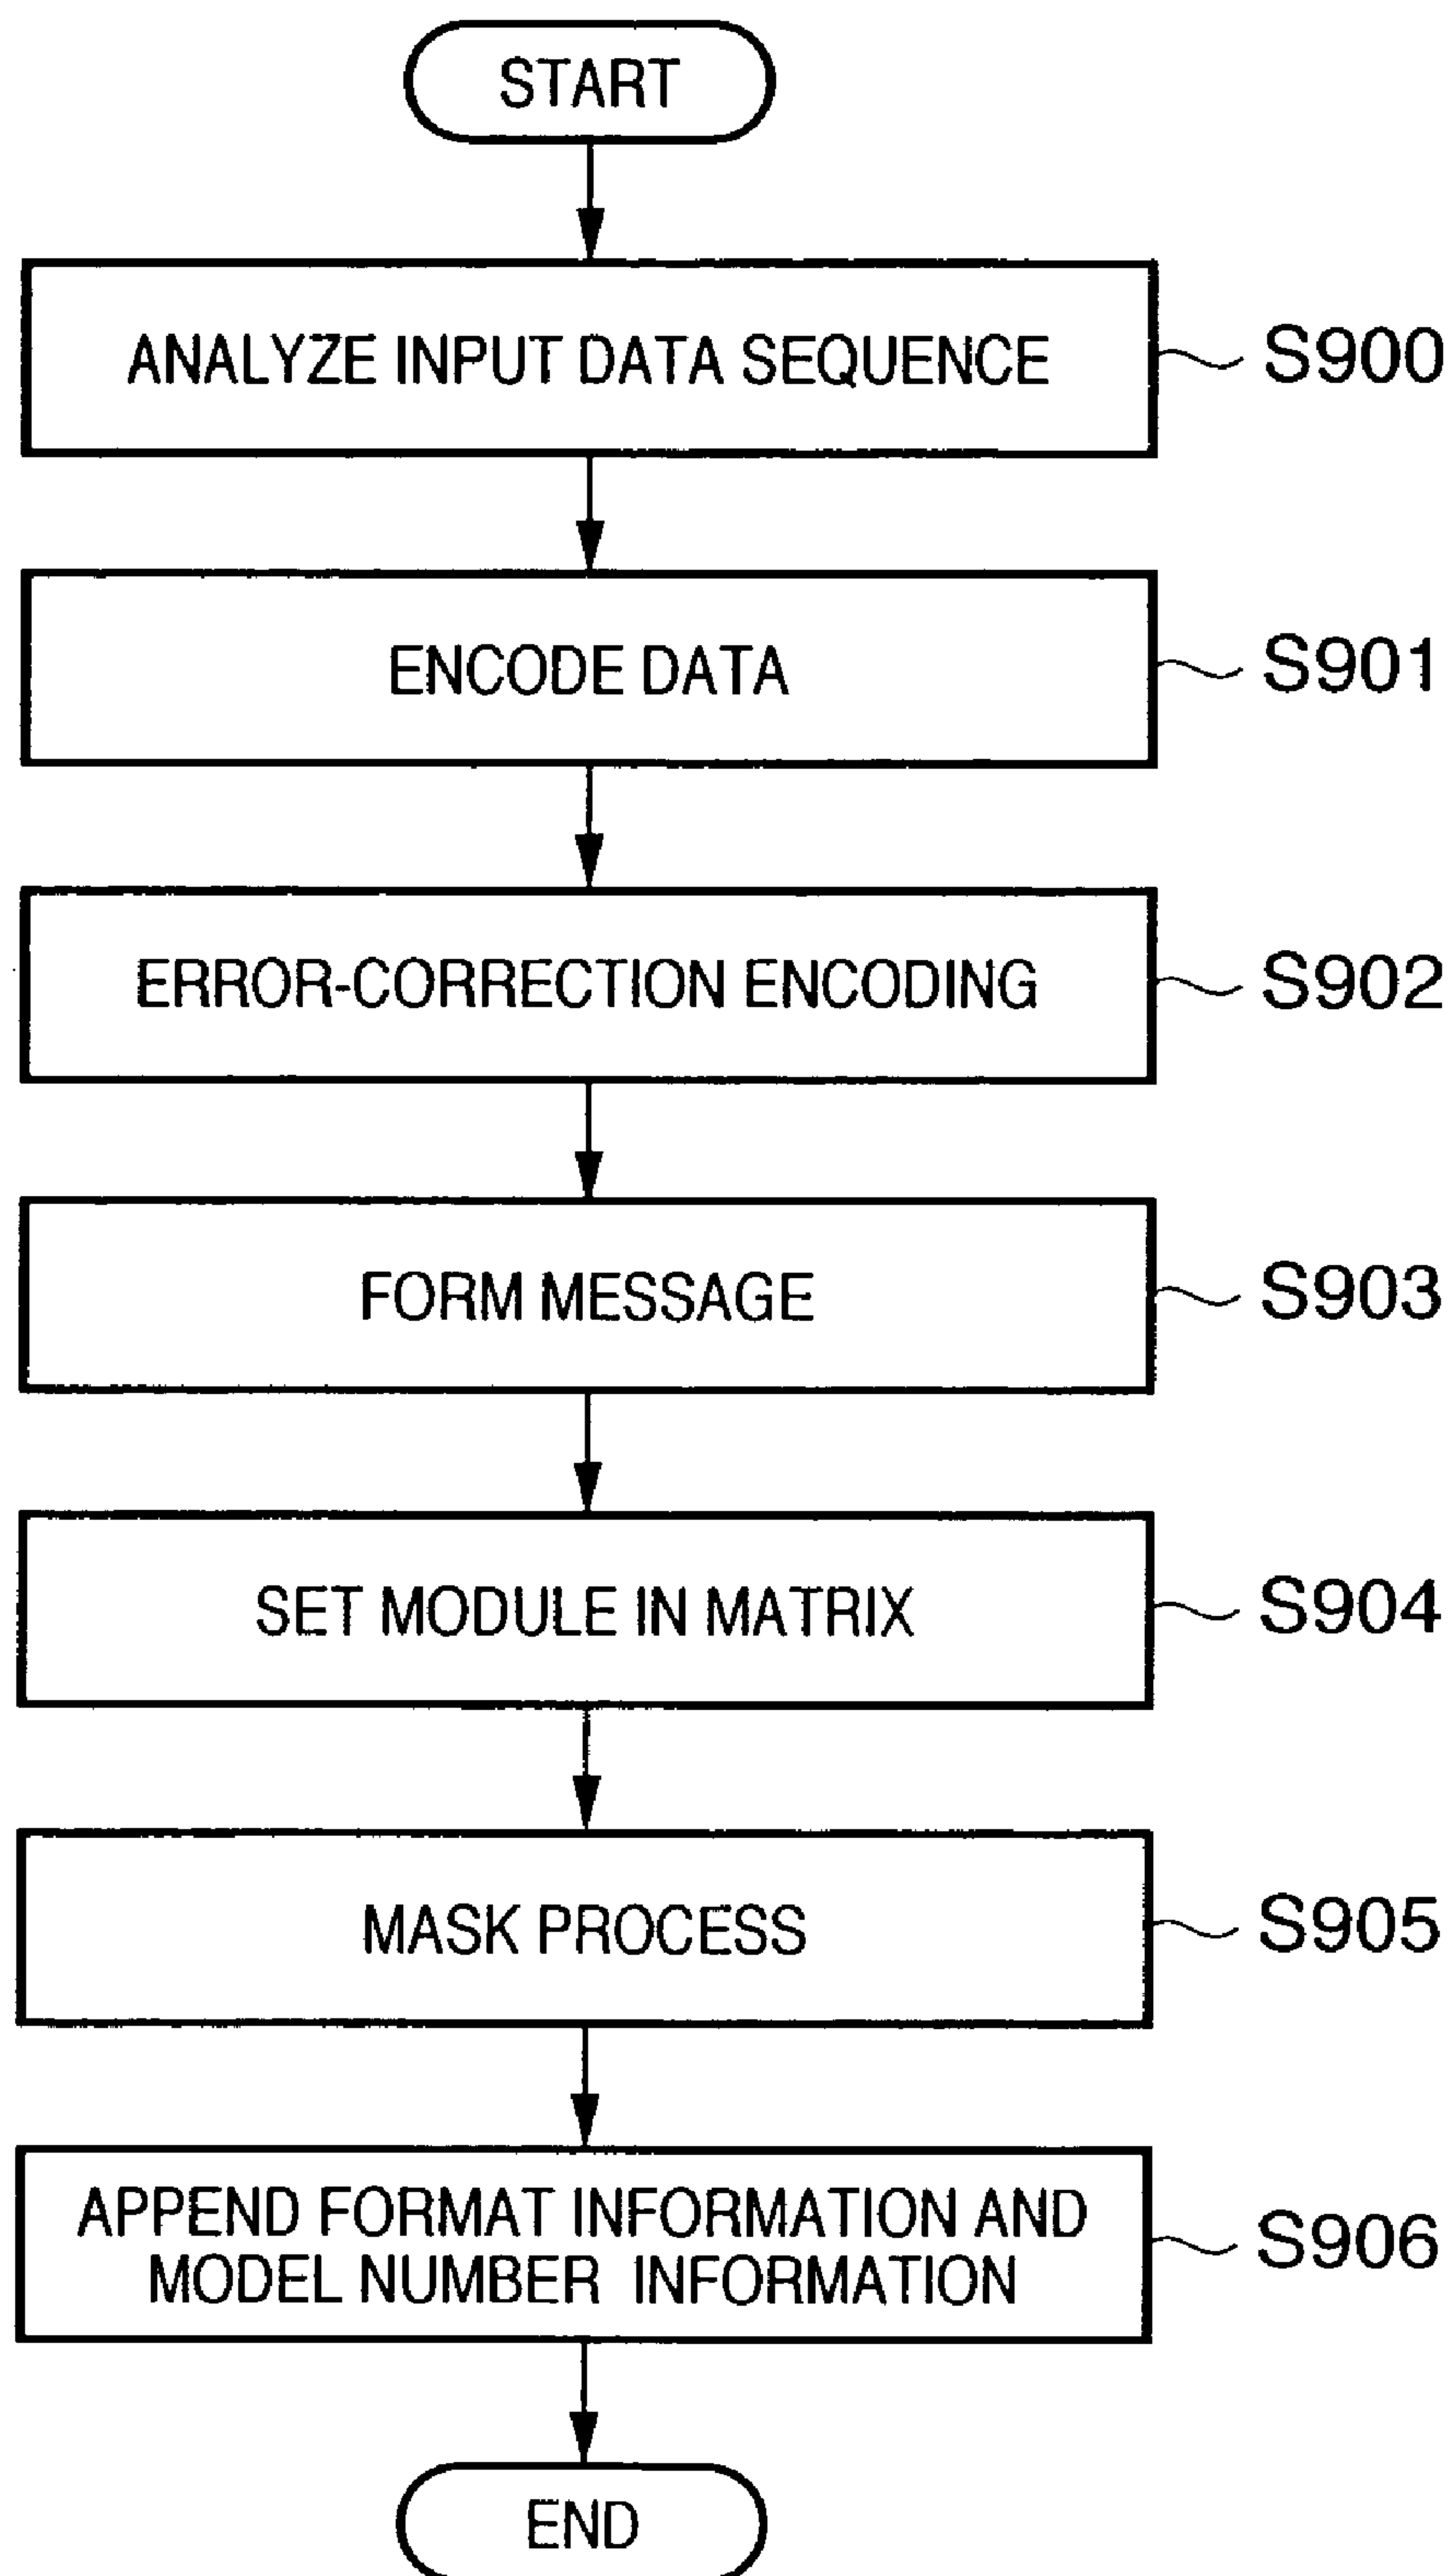 START
ANALYZE INPUT DATA SEQUENCE
S900
ENCODE DATA
S901
ERROR-CORRECTION ENCODING
S902
FORM MESSAGE
S903
SET MODULE IN MATRIX
S904
MASK PROCESS
S905
APPEND FORMAT INFORMATION AND
MODEL NUMBER INFORMATION
S906
END